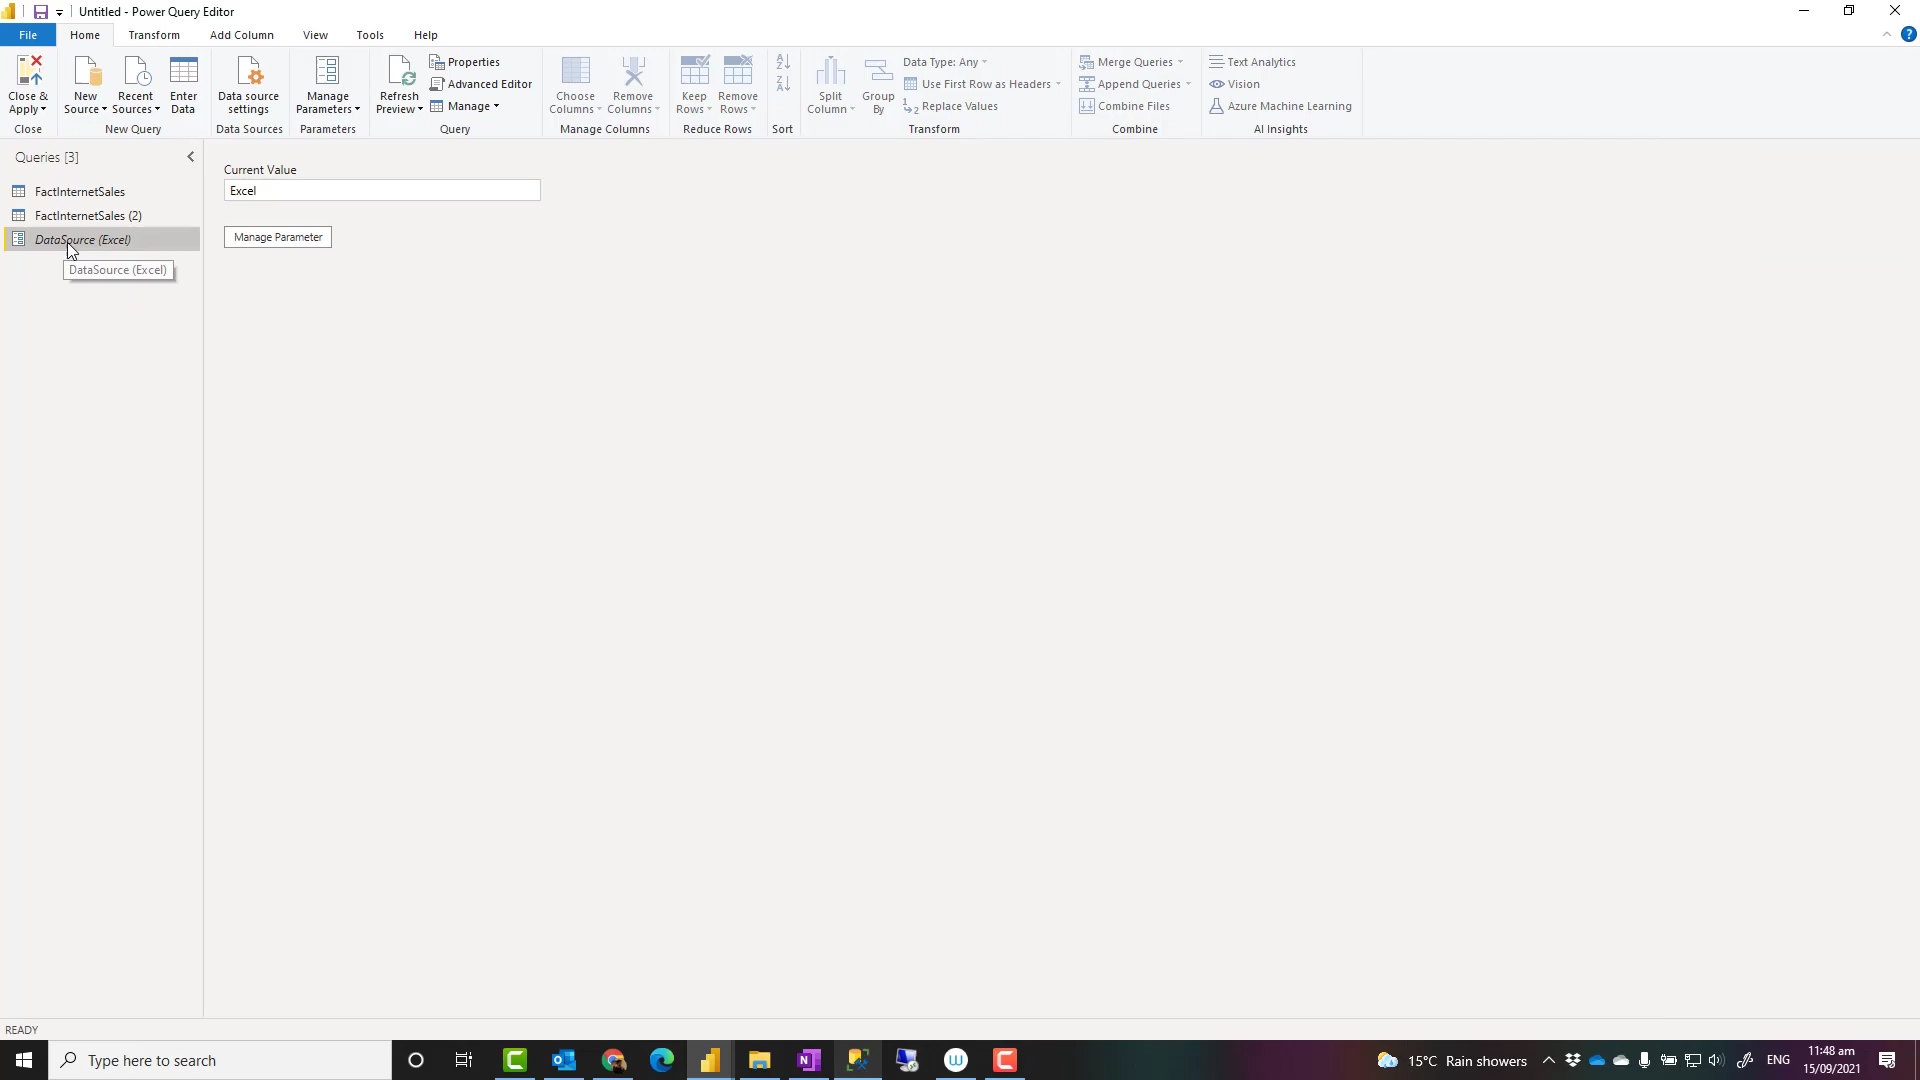 Untitled - Power Query Editor
File Home Transform Add Column View Tools Help
Close & Apply
Close
New Source
Recent Sources
Enter Data
New Query
Data source settings
Data Sources
Manage Parameters
Parameters
Refresh Preview
Properties
Advanced Editor
Manage
Query
Choose Columns
Remove Columns
Manage Columns
Keep Rows
Remove Rows
Reduce Rows
Sort
Split Column
Group By
Data Type: Any
Use First Row as Headers
Replace Values
Transform
Merge Queries
Append Queries
Combine Files
Combine
Text Analytics
Vision
Azure Machine Learning
AI Insights
Queries [3]
FactInternetSales
FactInternetSales (2)
DataSource (Excel)
DataSource (Excel)
Current Value
Excel
Manage Parameter
READY
Type here to search
15°C Rain showers
ENG
11:48 am
15/09/2021